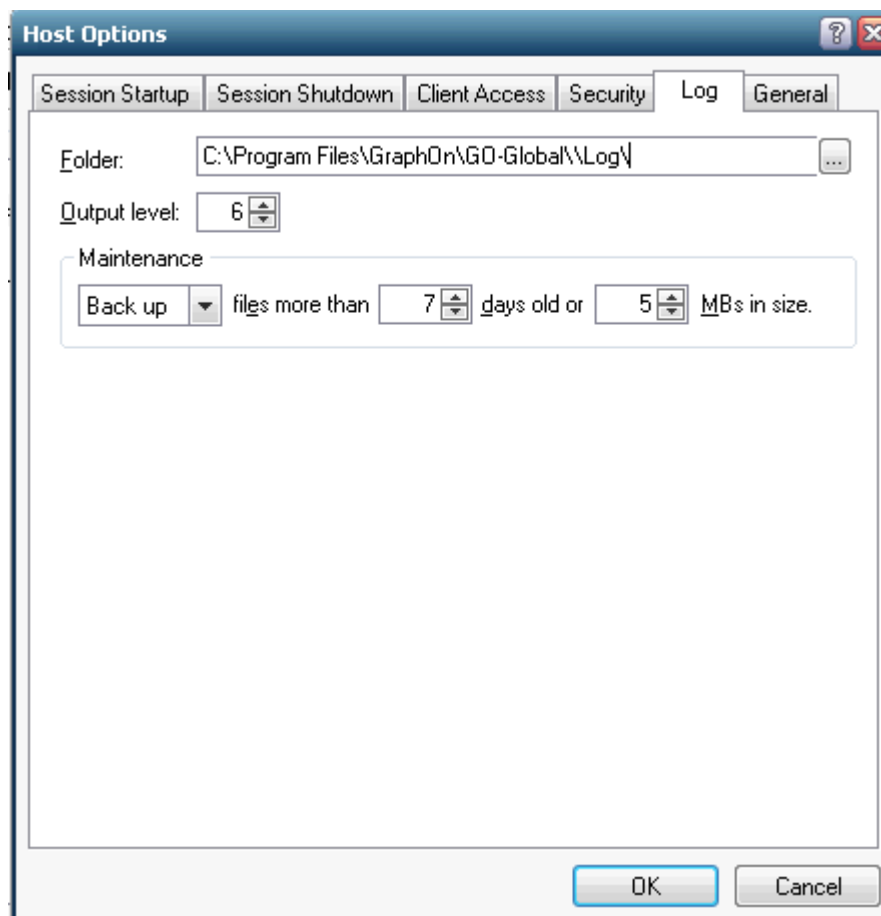 Host Options
Session Startup Session Shutdown Client Access Security Log General
Folder: C:\Program Files\GraphOn\GO-Global\\Log\ ...
Output level: 6
Maintenance
Back up files more than 7 days old or 5 MBs in size.
OK Cancel